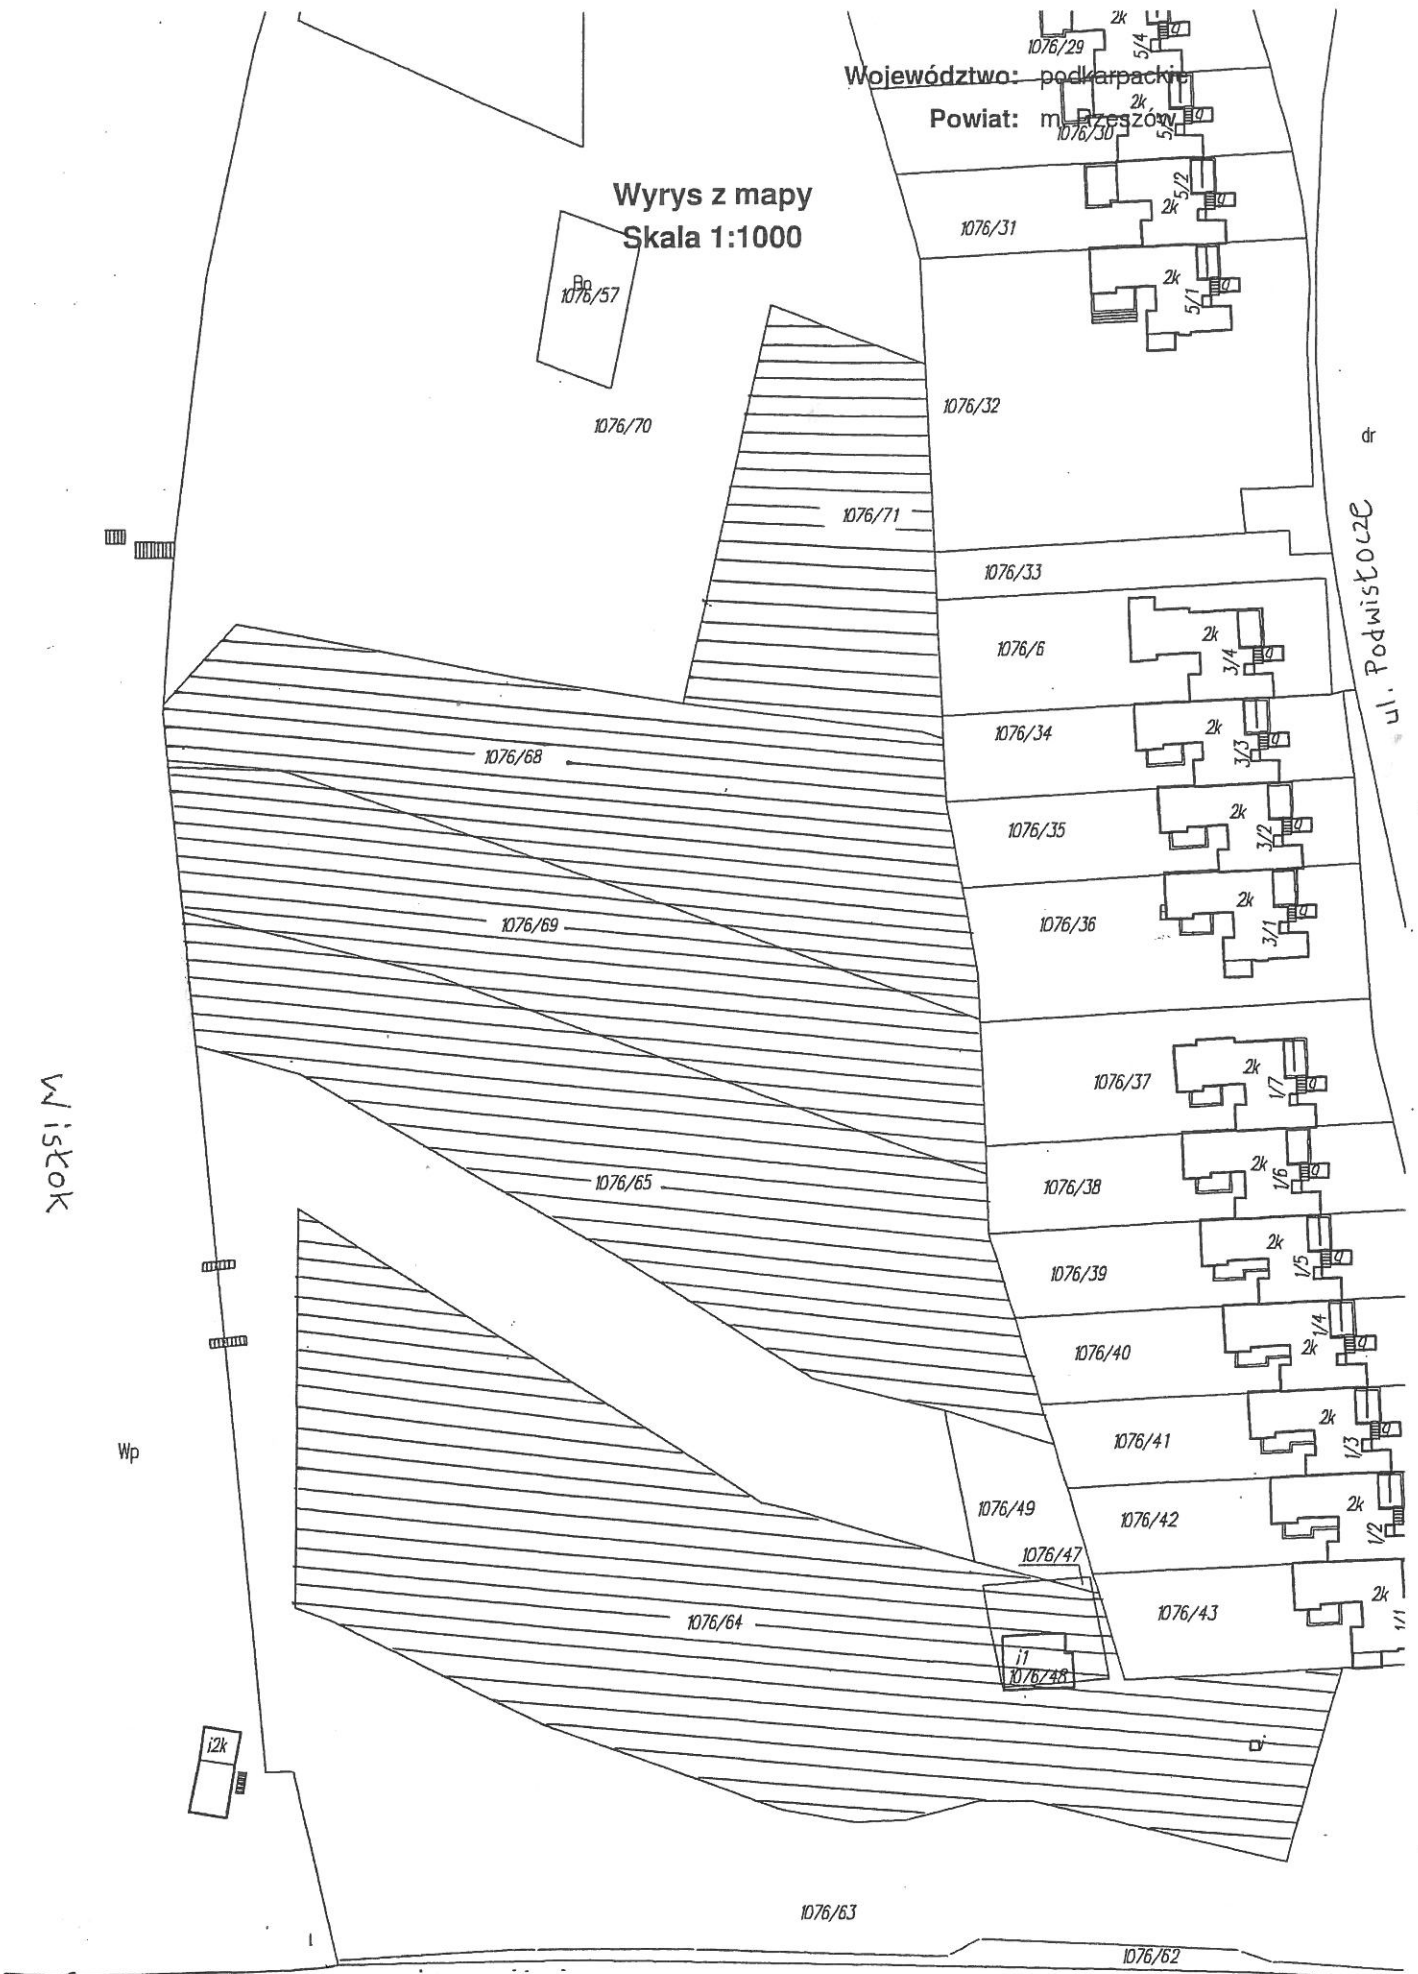 2k
1076/29
5/4
g
Województwo: podkarpackie
2k
g
Powiat: m. Rzeszów
1076/30
Wyrys z mapy
Skala 1:1000
5/2
2k
g
1076/31
Bp
1076/57
2k
g
5/1
1076/32
1076/70
dr
1076/71
ul. Podwisłocze
1076/33
1076/6
2k
3/4
g
1076/34
2k
3/3
g
1076/68
1076/35
2k
3/2
g
1076/69
1076/36
2k
3/1
g
1076/37
2k
1/7
g
Wisłok
1076/65
1076/38
2k
1/6
g
1076/39
2k
1/5
g
1076/40
2k
1/4
g
Wp
1076/41
2k
1/3
g
1076/49
1076/42
2k
1/2
1076/47
1076/64
1076/43
2k
1/1
i1
1076/48
i
i2k
1076/63
1076/62